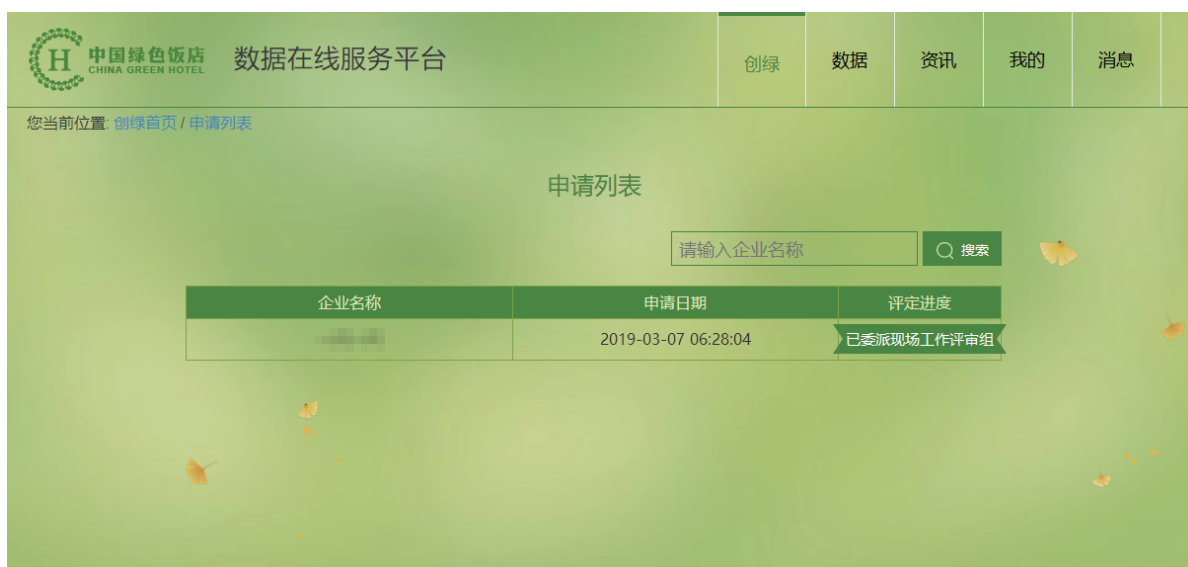 中国绿色饭店
CHINA GREEN HOTEL
数据在线服务平台
创绿 数据 资讯 我的 消息
您当前位置: 创绿首页 / 申请列表
申请列表
请输入企业名称 搜索
企业名称 申请日期 评定进度
2019-03-07 06:28:04 已委派现场工作评审组